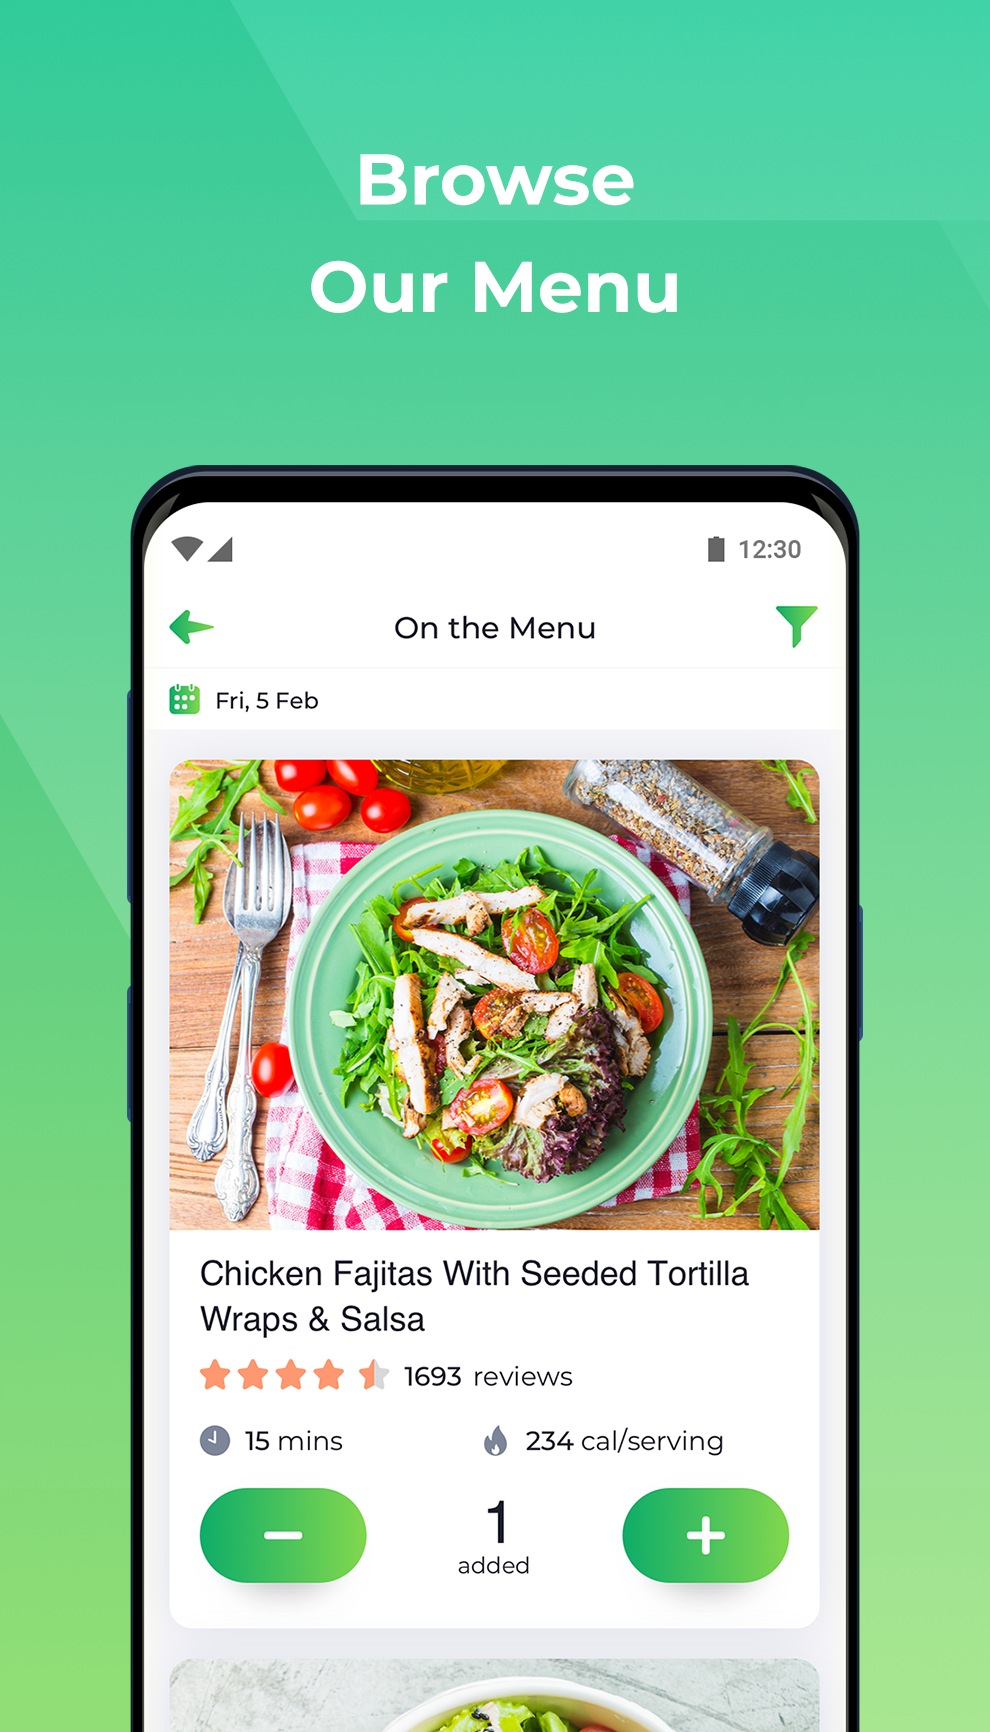 Browse
Our Menu
12:30
On the Menu
Fri, 5 Feb
Chicken Fajitas With Seeded Tortilla
Wraps & Salsa
1693 reviews
15 mins
234 cal/serving
1
added